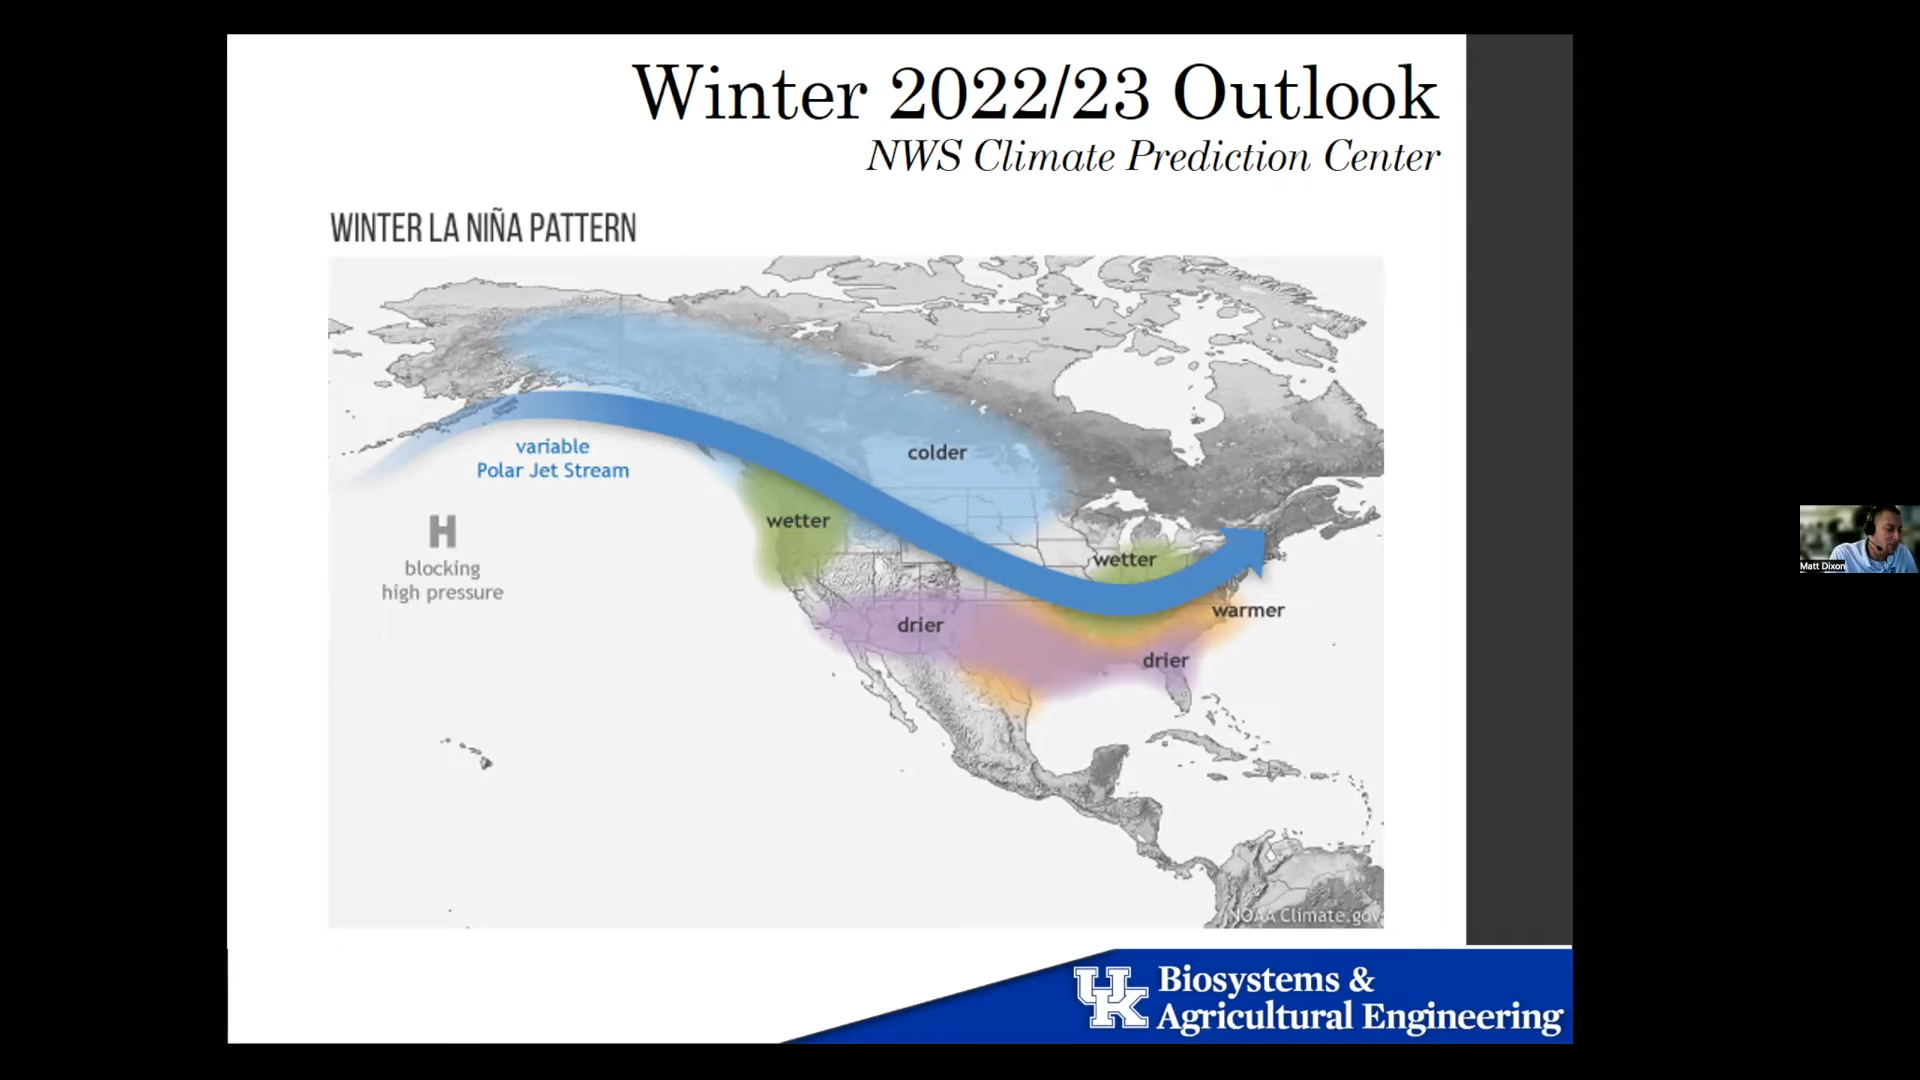 Winter 2022/23 Outlook
NWS Climate Prediction Center
WINTER LA NIÑA PATTERN
variable
Polar Jet Stream
H
blocking
high pressure
colder
wetter
wetter
warmer
drier
drier
NOAA Climate.gov
UK
Biosystems &
Agricultural Engineering
Matt Dixon